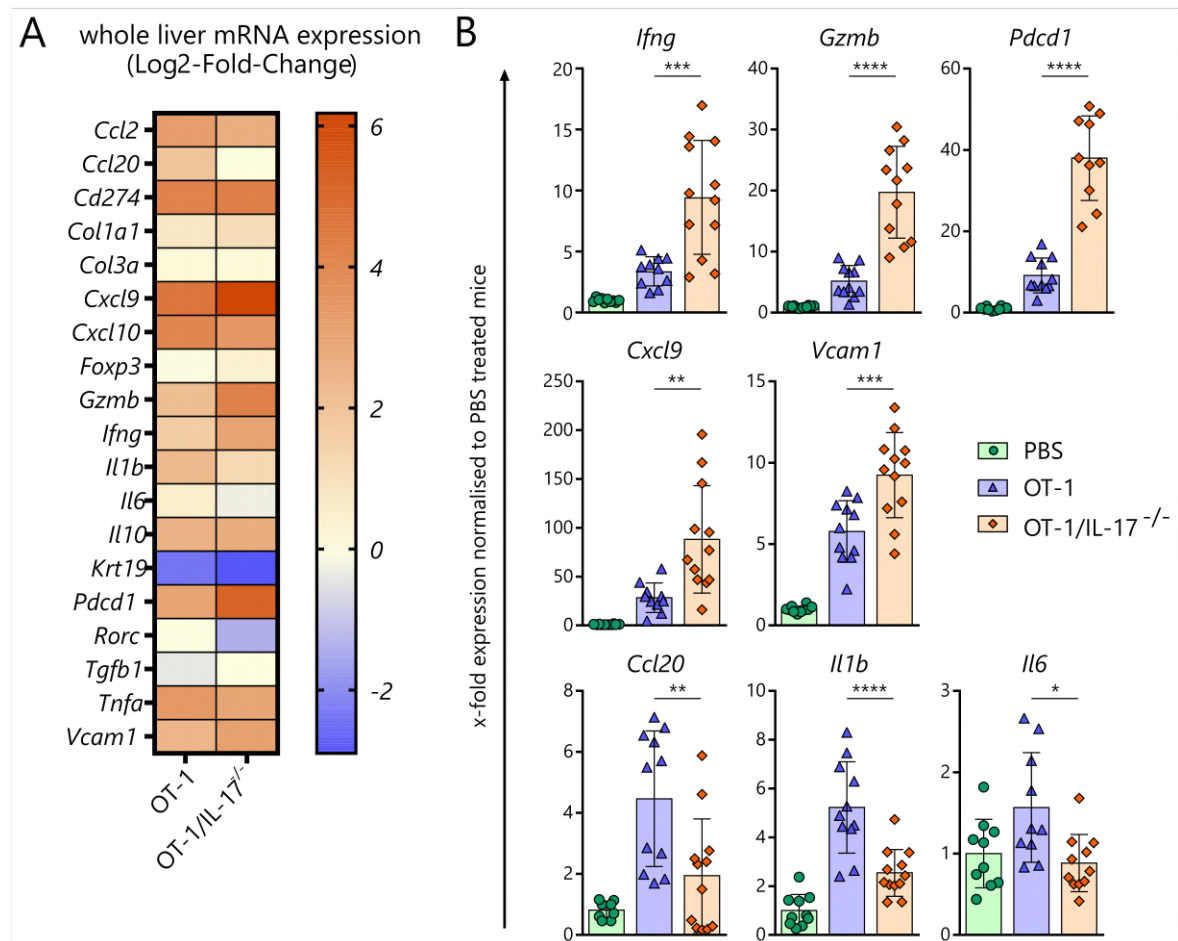 A
whole liver mRNA expression
(Log2-Fold-Change)
Ccl2
Ccl20
Cd274
Col1a1
Col3a
Cxcl9
Cxcl10
Foxp3
Gzmb
Ifng
Il1b
Il6
Il10
Krt19
Pdcd1
Rorc
Tgfb1
Tnfa
Vcam1
6
4
2
0
-2
OT-1
OT-1/IL-17-/-
B
x-fold expression normalised to PBS treated mice
Ifng
***
20
15
10
5
0
Gzmb
****
40
30
20
10
0
Pdcd1
****
60
40
20
0
Cxcl9
**
250
200
150
100
50
0
Vcam1
***
15
10
5
0
PBS
OT-1
OT-1/IL-17 -/-
Ccl20
**
8
6
4
2
0
Il1b
****
10
8
6
4
2
0
Il6
*
3
2
1
0